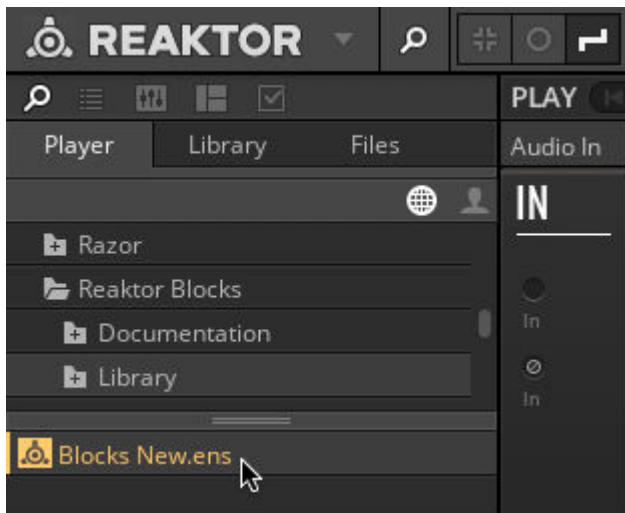 REAKTOR
PLAY
Player Library Files
Audio In
IN
Razor
Reaktor Blocks
In
Documentation
Library
In
Blocks New.ens